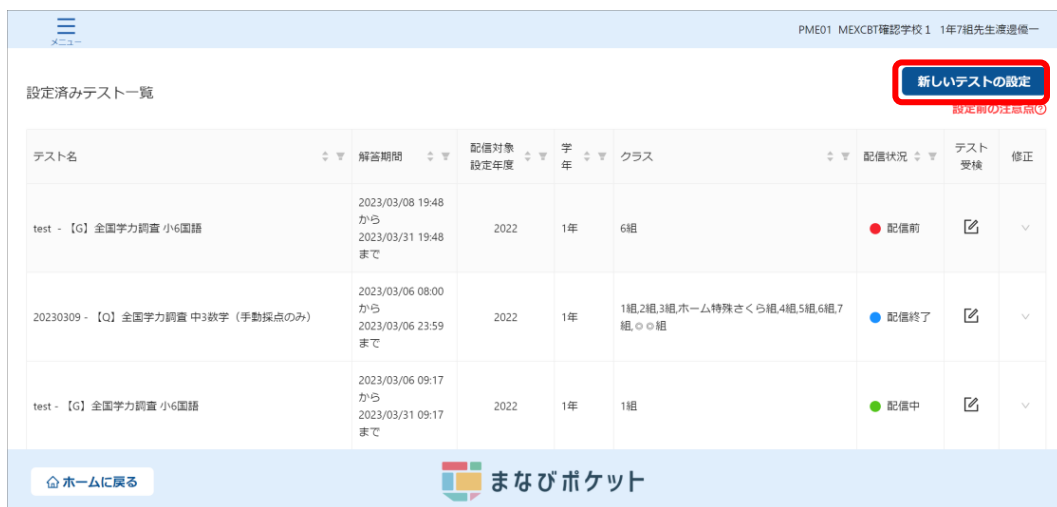 メニュー
PME01 MEXCBT確認学校１ 1年7組先生渡邉優一
設定済みテスト一覧
新しいテストの設定
設定前の注意点?
テスト名
解答期間
配信対象
設定年度
学
年
クラス
配信状況
テスト
受検
修正
test - 【G】全国学力調査 小6国語
2023/03/08 19:48
から
2023/03/31 19:48
まで
2022
1年
6組
配信前
20230309 - 【Q】全国学力調査 中3数学（手動採点のみ）
2023/03/06 08:00
から
2023/03/06 23:59
まで
2022
1年
1組,2組,3組,ホーム特殊さくら組,4組,5組,6組,7
組,◎◎組
配信終了
test - 【G】全国学力調査 小6国語
2023/03/06 09:17
から
2023/03/31 09:17
まで
2022
1年
1組
配信中
ホームに戻る
まなびポケット